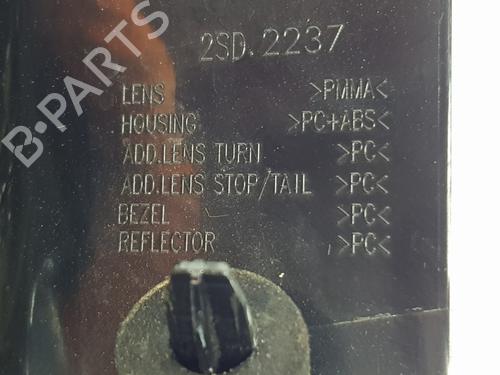 2SD.2237
LENS >PMMA<
HOUSING >PC+ABS<
ADD.LENS TURN >PC<
ADD.LENS STOP/TAIL >PC<
BEZEL >PC<
REFLECTOR >PC<
B-PARTS